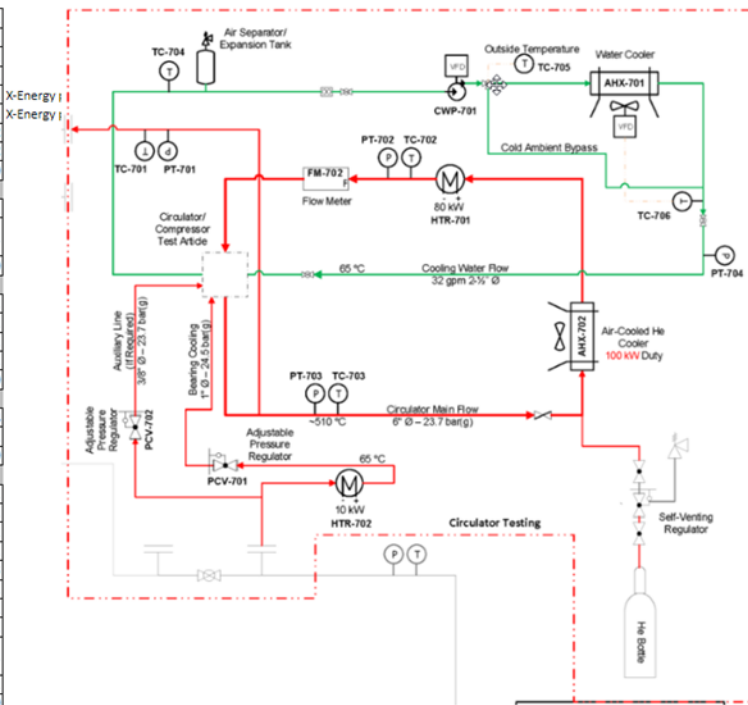 Air Separator/
Expansion Tank
TC-704
T
VFD
Outside Temperature
T
TC-705
Water Cooler
AHX-701
X-Energy
X-Energy
CWP-701
VFD
PT-702
TC-702
Cold Ambient Bypass
TC-701
PT-701
P
T
FM-702
F
Flow Meter
80 kW
- +
HTR-701
T
TC-706
Circulator/
Compressor
Test Article
65 °C
Cooling Water Flow
32 gpm 2-½" Ø
P
PT-704
Auxiliary Line
(If Required)
3/8" Ø – 23.7 bar(g)
Bearing Cooling
1" Ø – 24.5 bar(g)
AHX-702
Air-Cooled He
Cooler
100 kW Duty
PT-703
TC-703
P
T
~510 °C
Circulator Main Flow
6" Ø – 23.7 bar(g)
Adjustable
Pressure
Regulator
PCV-702
Adjustable
Pressure
Regulator
65 °C
PCV-701
10 kW
- +
HTR-702
Circulator Testing
Self-Venting
Regulator
P
T
He Bottle